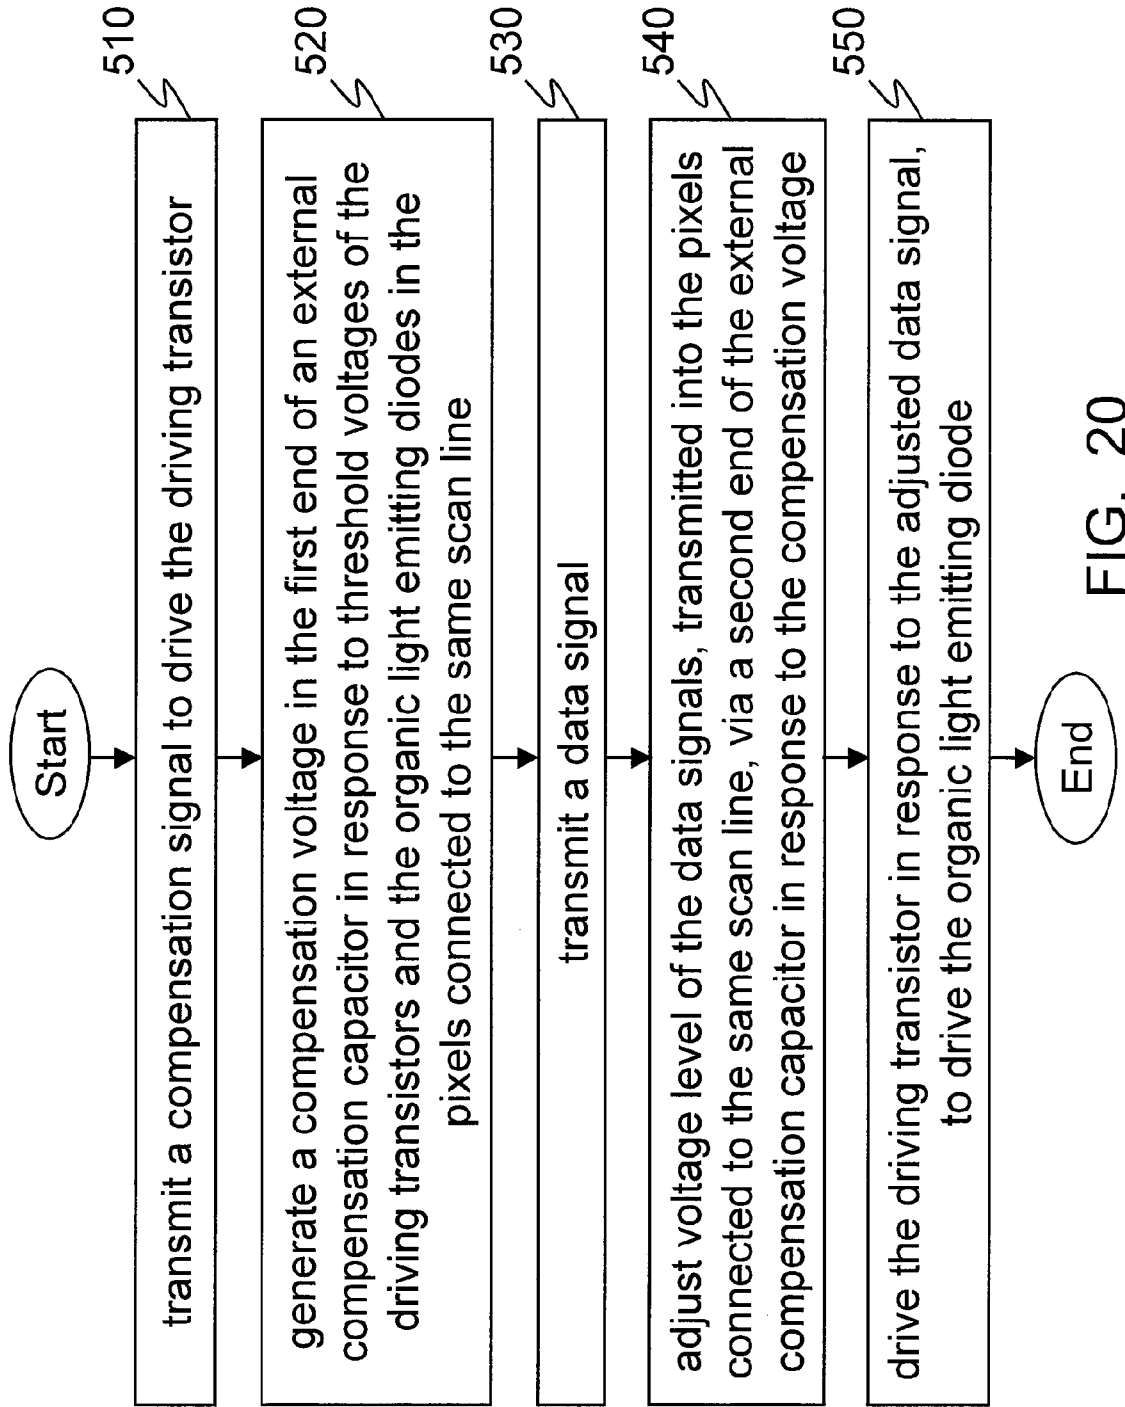 Start
510
transmit a compensation signal to drive the driving transistor
520
generate a compensation voltage in the first end of an external
compensation capacitor in response to threshold voltages of the
driving transistors and the organic light emitting diodes in the
pixels connected to the same scan line
530
transmit a data signal
540
adjust voltage level of the data signals, transmitted into the pixels
connected to the same scan line, via a second end of the external
compensation capacitor in response to the compensation voltage
550
drive the driving transistor in response to the adjusted data signal,
to drive the organic light emitting diode
End
FIG. 20